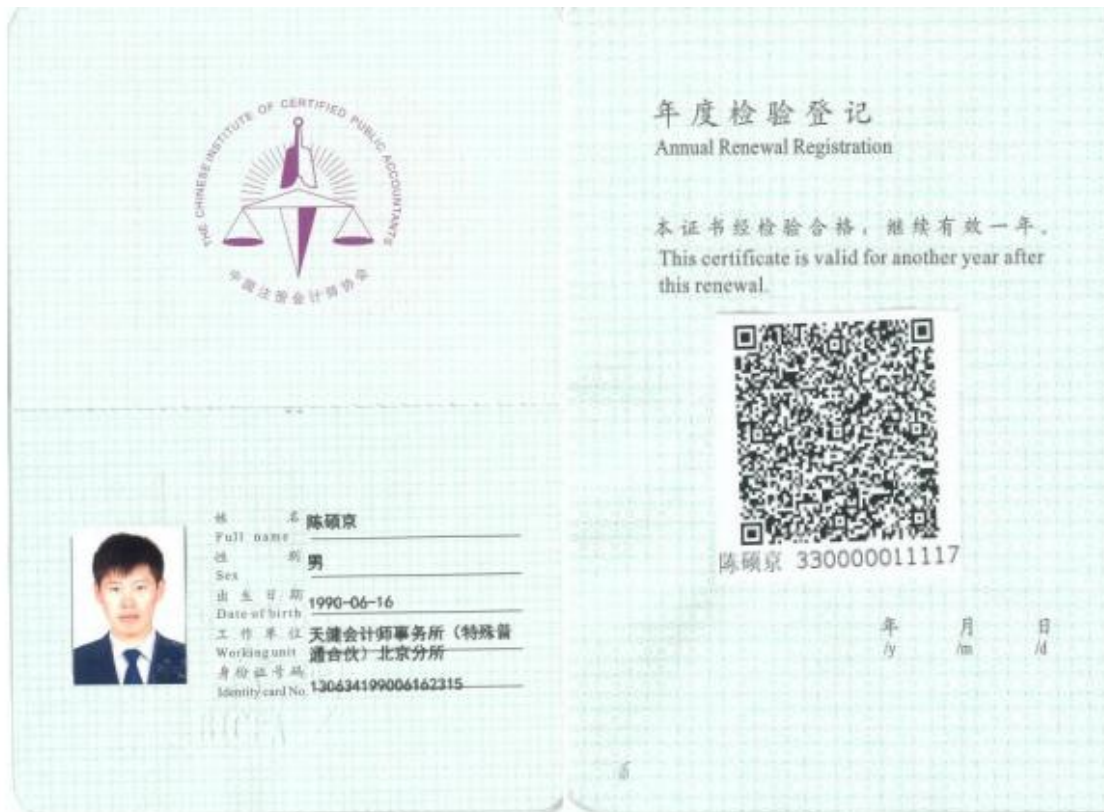 THE CHINESE INSTITUTE OF CERTIFIED PUBLIC ACCOUNTANTS
中国注册会计师协会
姓 名 陈硕京
Full name
性 别 男
Sex
出 生 日 期 1990-06-16
Date of birth
工 作 单 位 天健会计师事务所（特殊普
Working unit 通合伙）北京分所
身 份 证 号 码
Identity card No. 130634199006162315
年度检验登记
Annual Renewal Registration
本证书经检验合格，继续有效一年。
This certificate is valid for another year after
this renewal.
陈硕京 330000011117
年 月 日
/y /m /d